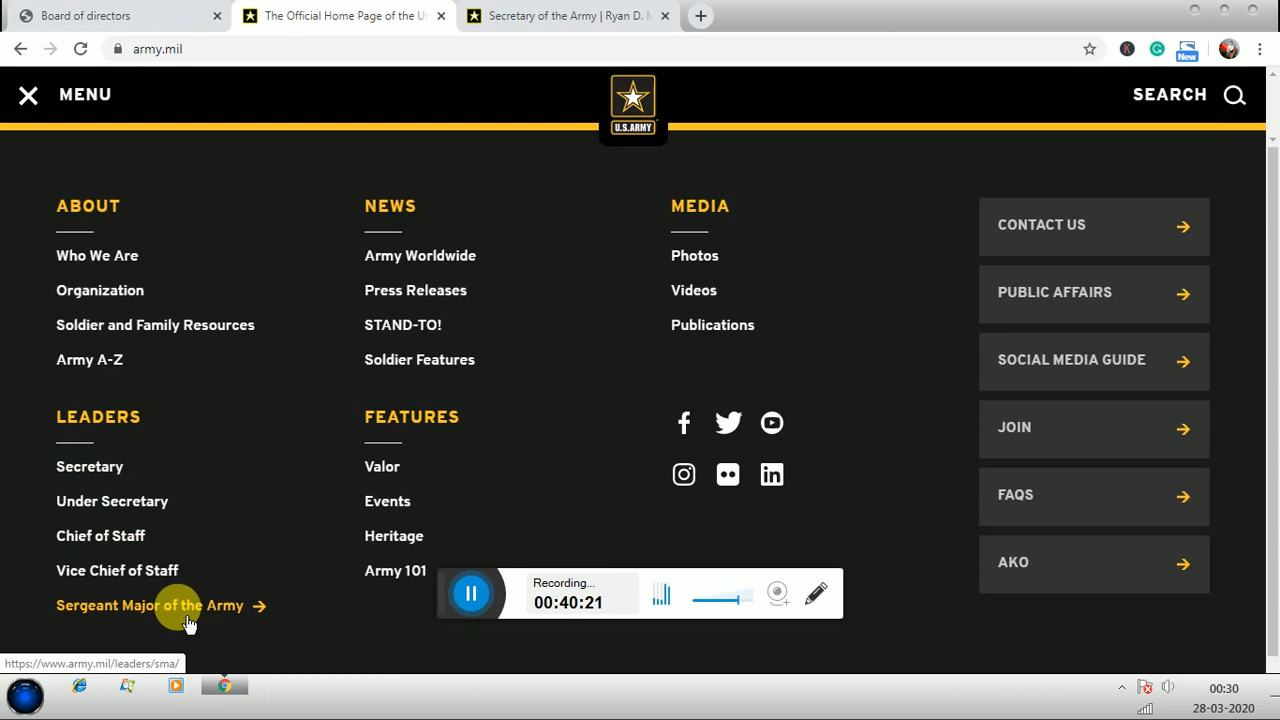 Board of directors
The Official Home Page of the Un
Secretary of the Army | Ryan D. M
army.mil
K
New
MENU
U.S.ARMY
SEARCH
ABOUT
Who We Are
Organization
Soldier and Family Resources
Army A-Z
NEWS
Army Worldwide
Press Releases
STAND-TO!
Soldier Features
MEDIA
Photos
Videos
Publications
CONTACT US
PUBLIC AFFAIRS
SOCIAL MEDIA GUIDE
JOIN
FAQS
AKO
LEADERS
Secretary
Under Secretary
Chief of Staff
Vice Chief of Staff
Sergeant Major of the Army
FEATURES
Valor
Events
Heritage
Army 101
Recording...
00:40:21
https://www.army.mil/leaders/sma/
00:30
28-03-2020